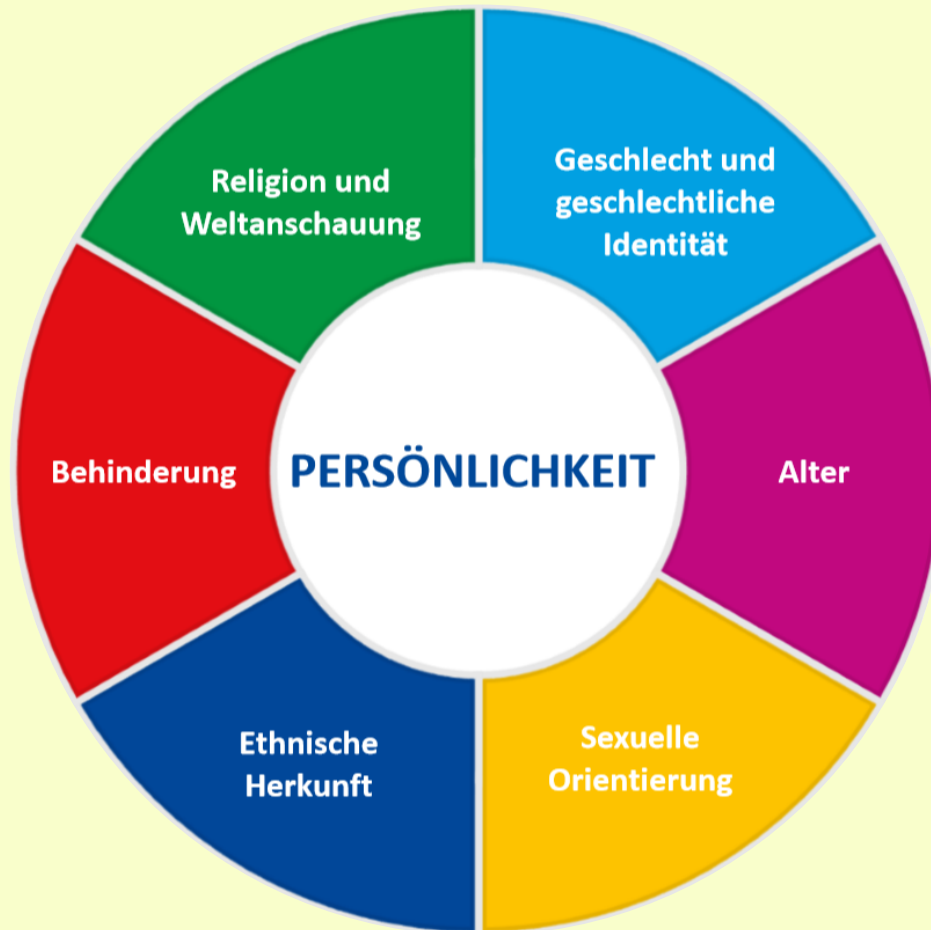 Religion und
Weltanschauung
Geschlecht und
geschlechtliche
Identität
Behinderung
PERSÖNLICHKEIT
Alter
Ethnische
Herkunft
Sexuelle
Orientierung